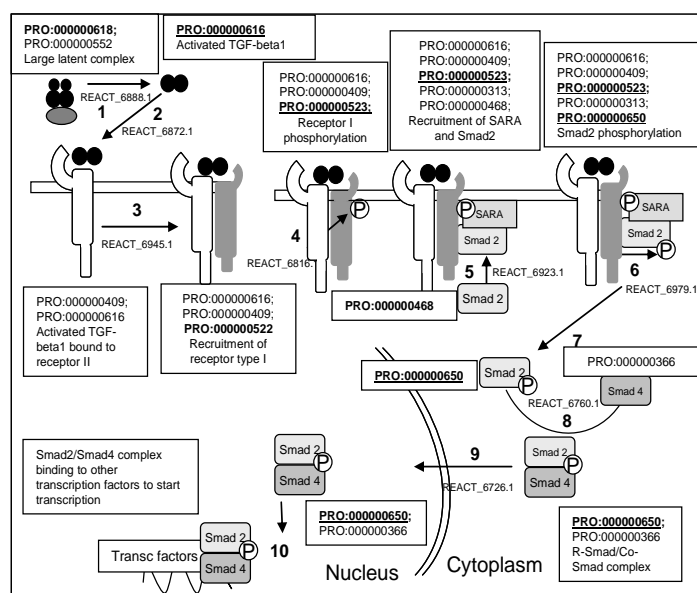 PRO:000000618;
PRO:000000552
Large latent complex
PRO:000000616
Activated TGF-beta1
REACT_6888.1
1
2
REACT_6872.1
PRO:000000616;
PRO:000000409;
PRO:000000523;
Receptor I
phosphorylation
PRO:000000616;
PRO:000000409;
PRO:000000523;
PRO:000000313;
PRO:000000468;
Recruitment of SARA
and Smad2
PRO:000000616;
PRO:000000409;
PRO:000000523;
PRO:000000313;
PRO:000000650
Smad2 phosphorylation
3
REACT_6945.1
4
REACT_6816.
P
P
SARA
Smad 2
5
REACT_6923.1
Smad 2
PRO:000000468
P
SARA
Smad 2
P
6
REACT_6979.1
PRO:000000409;
PRO:000000616
Activated TGF-
beta1 bound to
receptor II
PRO:000000616;
PRO:000000409;
PRO:000000522
Recruitment of
receptor type I
7
PRO:000000366
Smad 4
PRO:000000650
Smad 2
P
REACT_6760.1
8
Smad2/Smad4 complex
binding to other
transcription factors to start
transcription
Smad 2
P
Smad 4
9
REACT_6726.1
Smad 2
P
Smad 4
PRO:000000650;
PRO:000000366
PRO:000000650;
PRO:000000366
R-Smad/Co-
Smad complex
10
Transc factors
Smad 2
P
Smad 4
Nucleus
Cytoplasm